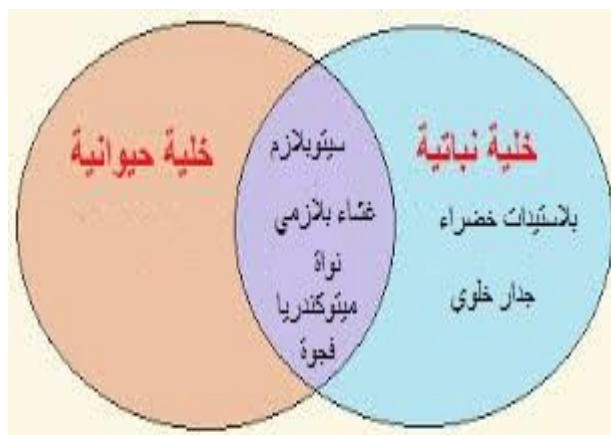 خلية نباتية
بلاستيدات خضراء
جدار خلوي
سيتوبلازم
غشاء بلازمي
نواة
ميتوكندريا
فجوة
خلية حيوانية